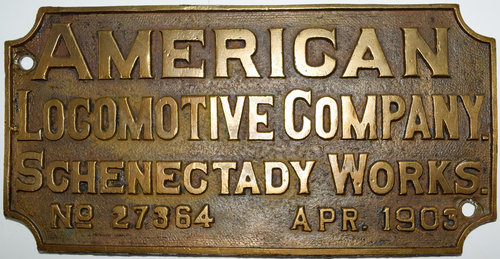 AMERICAN
LOCOMOTIVE COMPANY.
SCHENECTADY WORKS.
No 27364 APR. 1903